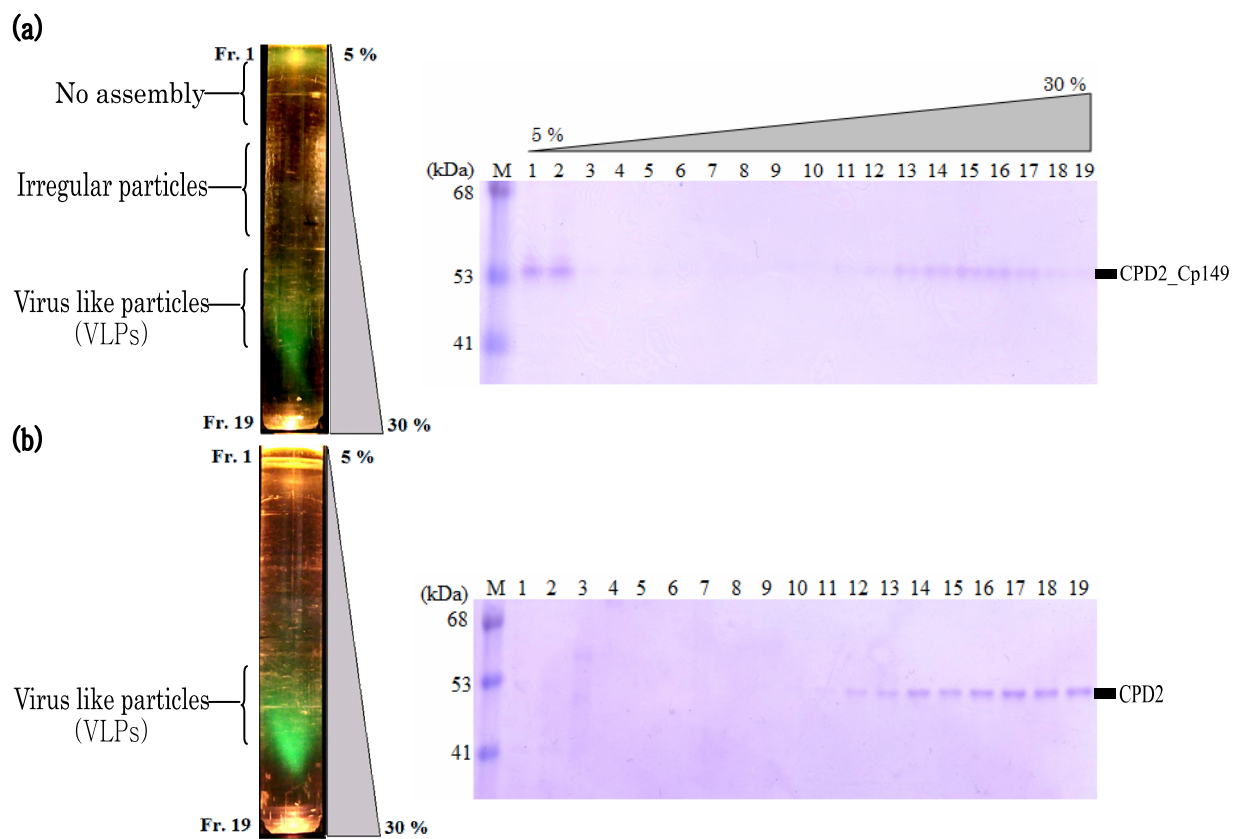 (a)
Fr. 1
5 %
No assembly
Irregular particles
Virus like particles
(VLPs)
Fr. 19
30 %
30 %
5 %
(kDa) M 1 2 3 4 5 6 7 8 9 10 11 12 13 14 15 16 17 18 19
68
53
41
CPD2_Cp149
(b)
Fr. 1
5 %
Virus like particles
(VLPs)
Fr. 19
30 %
(kDa) M 1 2 3 4 5 6 7 8 9 10 11 12 13 14 15 16 17 18 19
68
53
41
CPD2